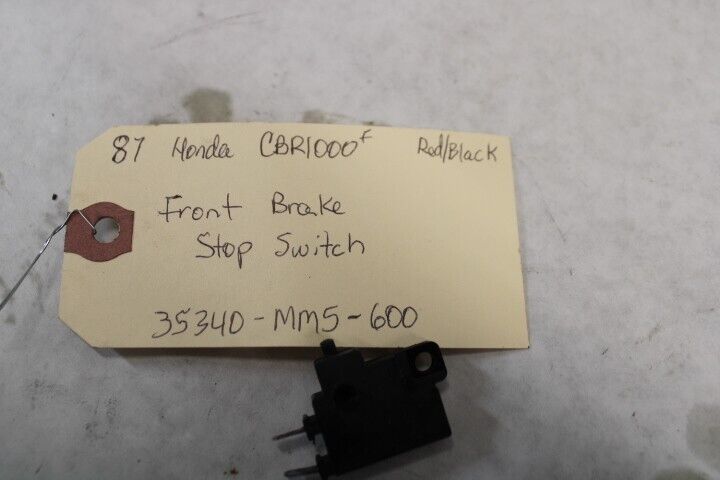 87 Honda CBR1000F Red/Black
Front Brake
Stop Switch
35340-MM5-600